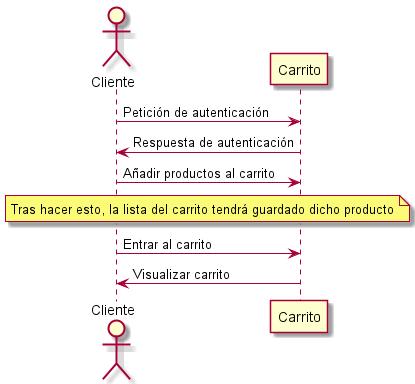 Cliente
Carrito
Petición de autenticación
Respuesta de autenticación
Añadir productos al carrito
Tras hacer esto, la lista del carrito tendrá guardado dicho producto
Entrar al carrito
Visualizar carrito
Cliente
Carrito